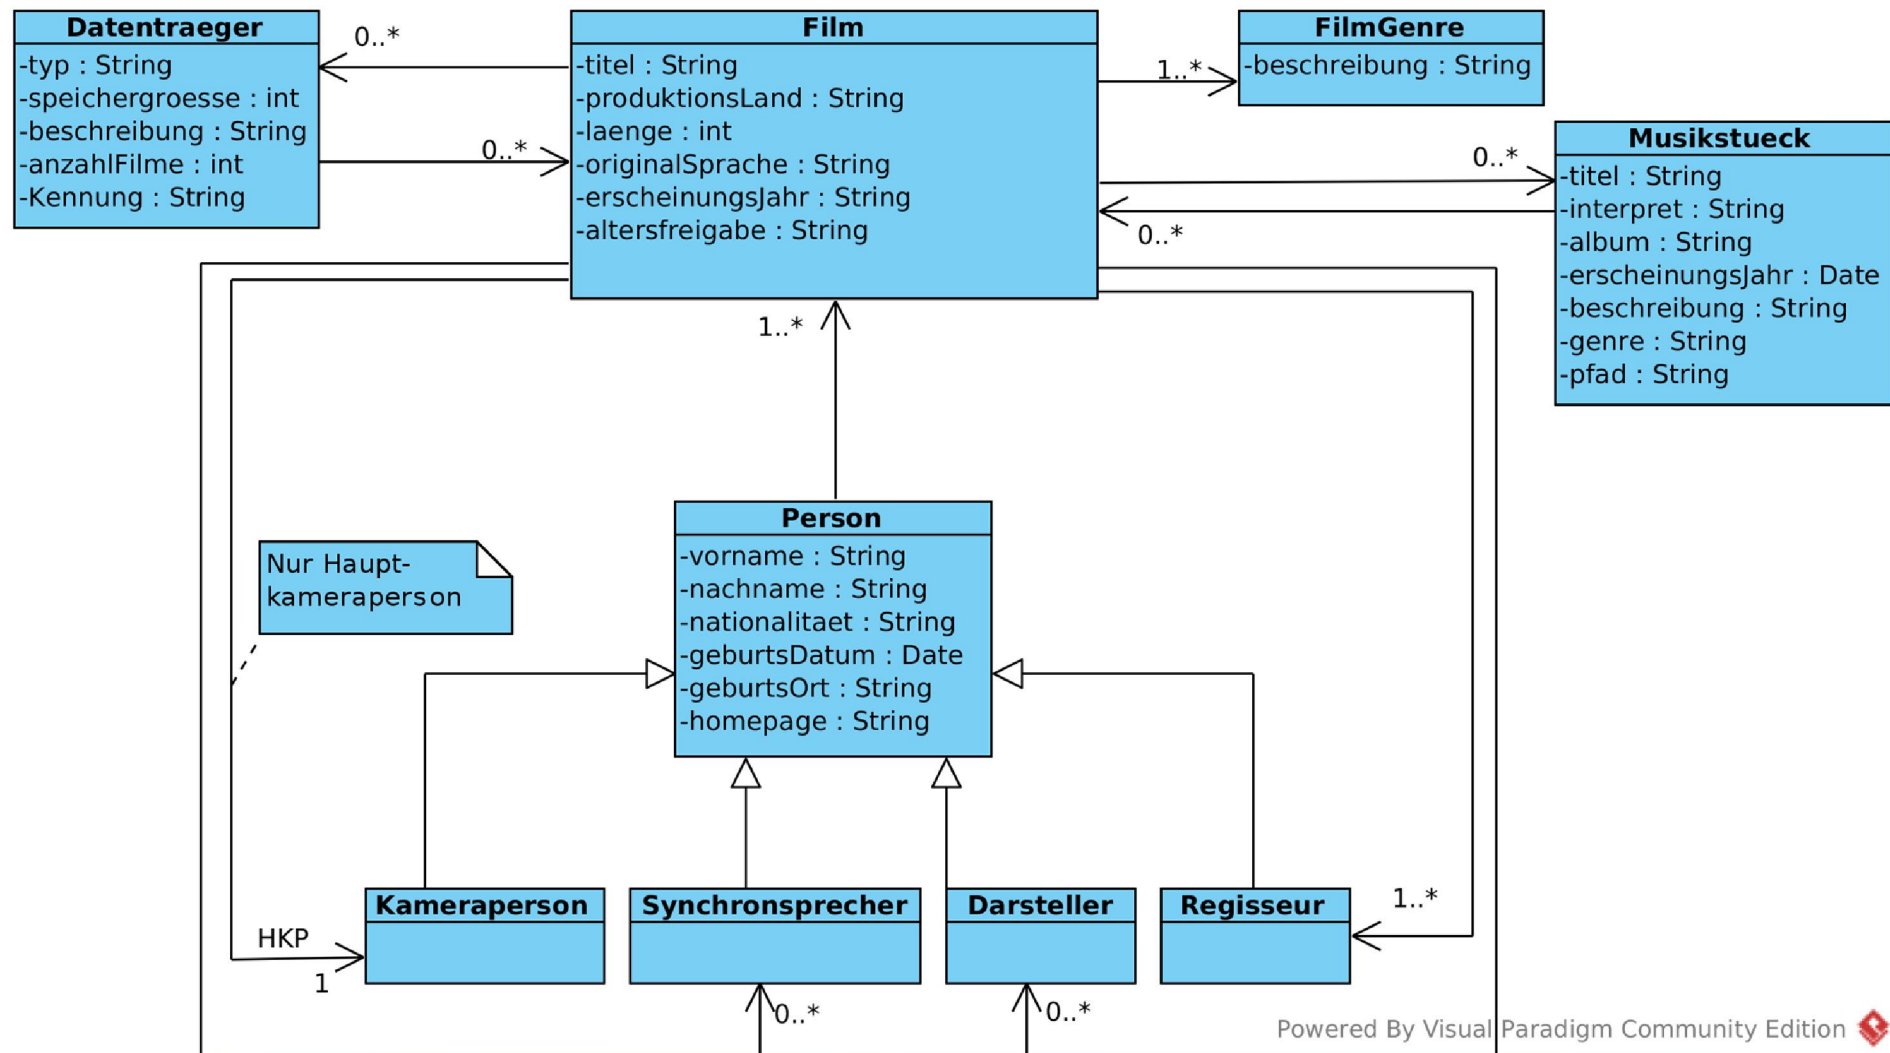 Datentraeger
-typ : String
-speichergroesse : int
-beschreibung : String
-anzahlFilme : int
-Kennung : String
0..*
0..*
Film
-titel : String
-produktionsLand : String
-laenge : int
-originalSprache : String
-erscheinungsJahr : String
-altersfreigabe : String
1..*
FilmGenre
-beschreibung : String
0..*
0..*
Musikstueck
-titel : String
-interpret : String
-album : String
-erscheinungsJahr : Date
-beschreibung : String
-genre : String
-pfad : String
1..*
Person
-vorname : String
-nachname : String
-nationalitaet : String
-geburtsDatum : Date
-geburtsOrt : String
-homepage : String
Nur Haupt-
kameraperson
HKP
1
Kameraperson
Synchronsprecher
Darsteller
Regisseur
1..*
0..*
0..*
Powered By Visual Paradigm Community Edition